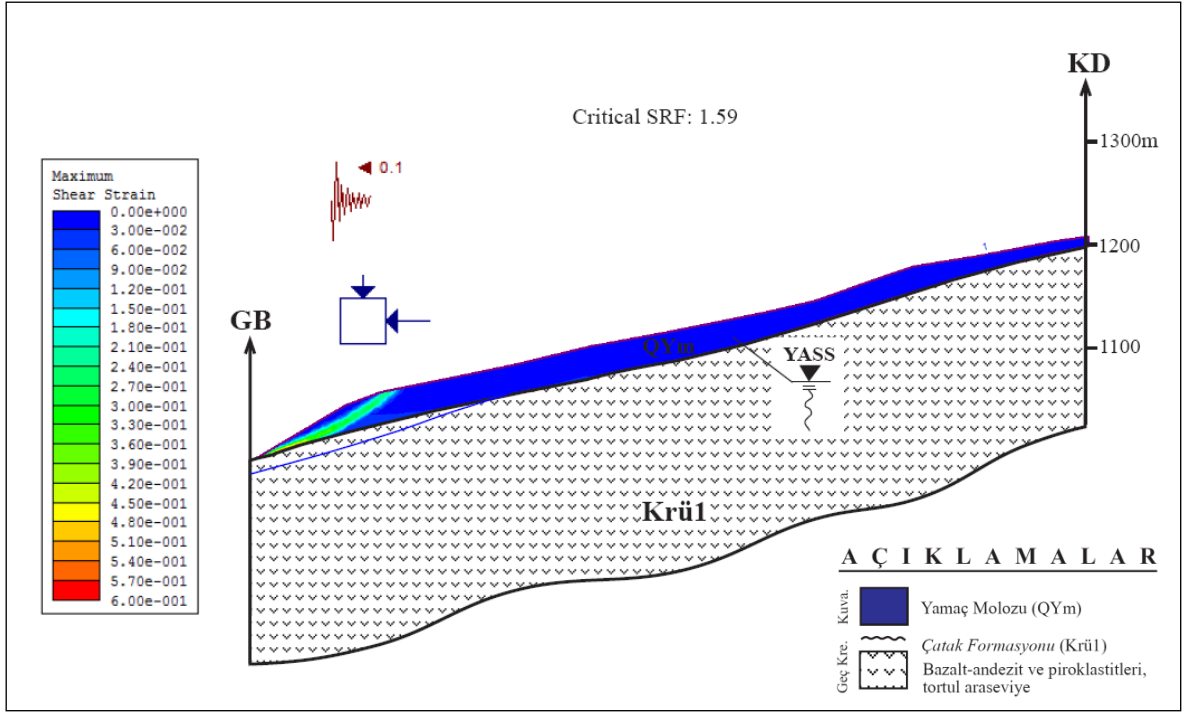 KD
Critical SRF: 1.59
1300m
0.1
Maximum
Shear Strain
0.00e+000
3.00e-002
6.00e-002
9.00e-002
1.20e-001
1.50e-001
1.80e-001
2.10e-001
2.40e-001
2.70e-001
3.00e-001
3.30e-001
3.60e-001
3.90e-001
4.20e-001
4.50e-001
4.80e-001
5.10e-001
5.40e-001
5.70e-001
6.00e-001
1
1200
GB
QYm
YASS
1100
Krü1
AÇIKLAMALAR
Kuva.
Yamaç Molozu (QYm)
Geç Kre.
Çatak Formasyonu (Krü1)
Bazalt-andezit ve piroklastitleri,
tortul araseviye